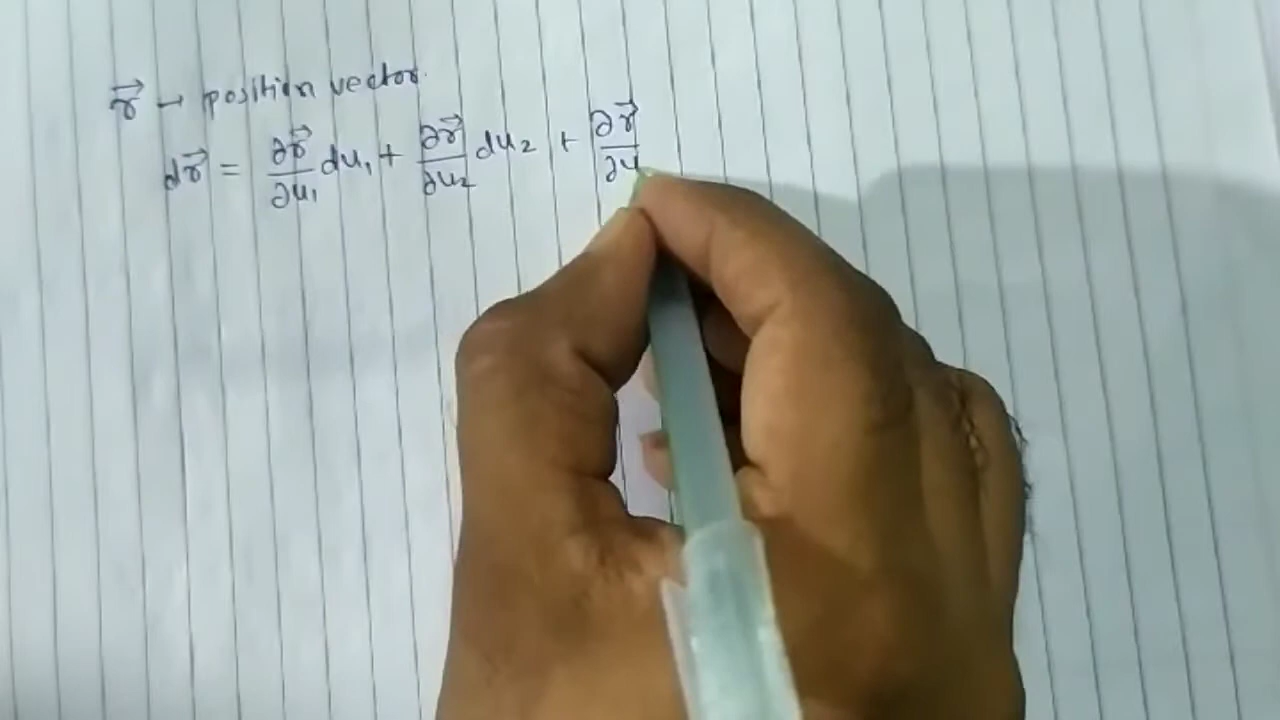 r⃗ → position vector.
dr⃗ = ∂r⃗/∂u₁ du₁ + ∂r⃗/∂u₂ du₂ + ∂r⃗/∂u